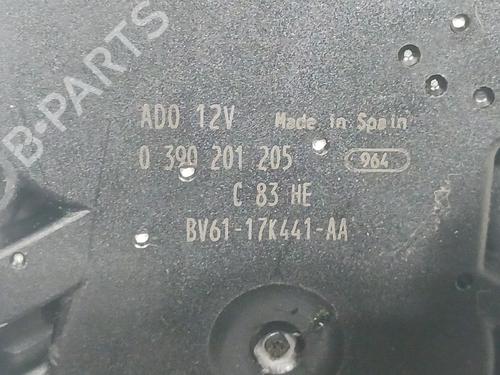 B-PARTS
ADO 12V Made in Spain
0 390 201 205 964
C 83 HE
BV61-17K441-AA